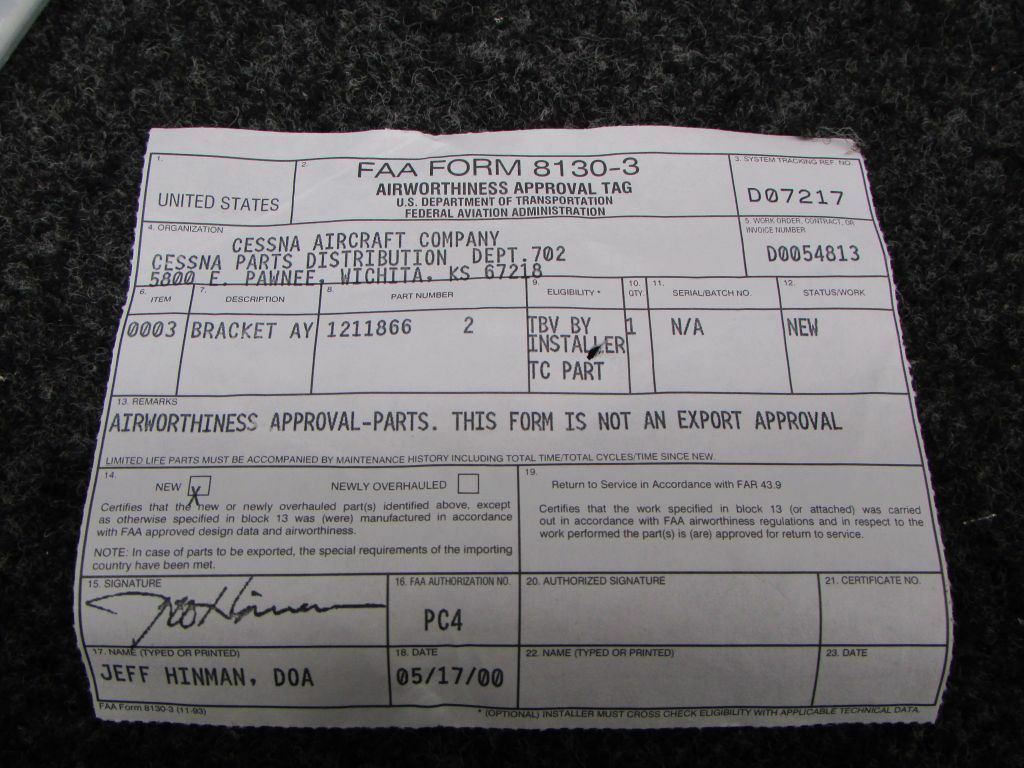 1.
UNITED STATES
2.
FAA FORM 8130-3
AIRWORTHINESS APPROVAL TAG
U.S. DEPARTMENT OF TRANSPORTATION
FEDERAL AVIATION ADMINISTRATION
3. SYSTEM TRACKING REF. NO.
D07217
4. ORGANIZATION
CESSNA AIRCRAFT COMPANY
CESSNA PARTS DISTRIBUTION DEPT.702
5800 E. PAWNEE, WICHITA, KS 67218
5. WORK ORDER, CONTRACT, OR
INVOICE NUMBER
D0054813
6. ITEM
7. DESCRIPTION
8. PART NUMBER
9. ELIGIBILITY *
10. QTY.
11. SERIAL/BATCH NO.
12. STATUS/WORK
0003 BRACKET AY 1211866 2 TBV BY 1 N/A NEW
INSTALLER
TC PART
13. REMARKS
AIRWORTHINESS APPROVAL-PARTS. THIS FORM IS NOT AN EXPORT APPROVAL
LIMITED LIFE PARTS MUST BE ACCOMPANIED BY MAINTENANCE HISTORY INCLUDING TOTAL TIME/TOTAL CYCLES/TIME SINCE NEW.
14.
NEW X NEWLY OVERHAULED
Certifies that the new or newly overhauled part(s) identified above, except
as otherwise specified in block 13 was (were) manufactured in accordance
with FAA approved design data and airworthiness.
NOTE: In case of parts to be exported, the special requirements of the importing
country have been met.
19.
Return to Service in Accordance with FAR 43.9
Certifies that the work specified in block 13 (or attached) was carried
out in accordance with FAA airworthiness regulations and in respect to the
work performed the part(s) is (are) approved for return to service.
15. SIGNATURE
Jeff Hinman
16. FAA AUTHORIZATION NO.
PC4
20. AUTHORIZED SIGNATURE
21. CERTIFICATE NO.
17. NAME (TYPED OR PRINTED)
JEFF HINMAN, DOA
18. DATE
05/17/00
22. NAME (TYPED OR PRINTED)
23. DATE
FAA Form 8130-3 (11-93)
* (OPTIONAL) INSTALLER MUST CROSS CHECK ELIGIBILITY WITH APPLICABLE TECHNICAL DATA.